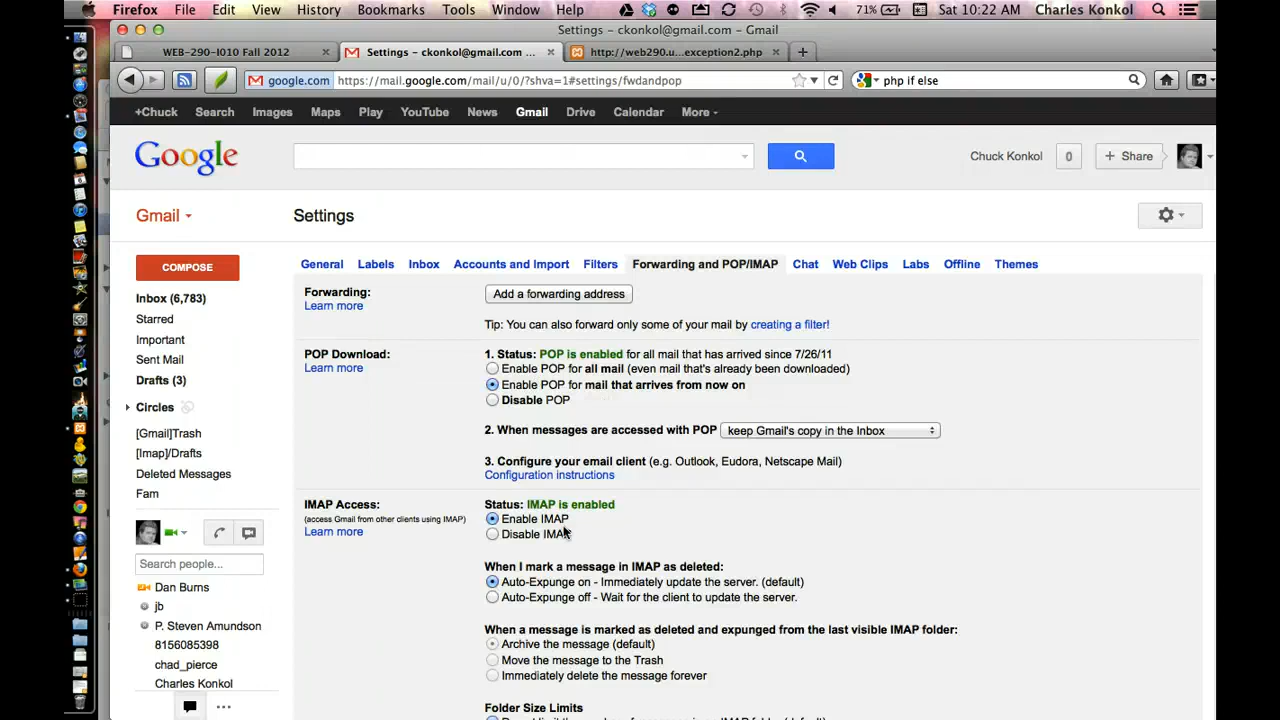 Firefox File Edit View History Bookmarks Tools Window Help 71% Sat 10:22 AM Charles Konkol
Settings - ckonkol@gmail.com - Gmail
WEB-290-I010 Fall 2012 Settings - ckonkol@gmail.com ... http://web290.u...exception2.php
google.com https://mail.google.com/mail/u/0/?shva=1#settings/fwdandpop php if else
+Chuck Search Images Maps Play YouTube News Gmail Drive Calendar More
Google Chuck Konkol 0 + Share
Gmail Settings
COMPOSE
General Labels Inbox Accounts and Import Filters Forwarding and POP/IMAP Chat Web Clips Labs Offline Themes
Inbox (6,783)
Starred
Important
Sent Mail
Drafts (3)
Circles
[Gmail]Trash
[Imap]/Drafts
Deleted Messages
Fam
Search people...
Dan Burns
jb
P. Steven Amundson
8156085398
chad_pierce
Charles Konkol
Forwarding: Add a forwarding address
Learn more
Tip: You can also forward only some of your mail by creating a filter!
POP Download: 1. Status: POP is enabled for all mail that has arrived since 7/26/11
Learn more Enable POP for all mail (even mail that's already been downloaded)
Enable POP for mail that arrives from now on
Disable POP
2. When messages are accessed with POP keep Gmail's copy in the Inbox
3. Configure your email client (e.g. Outlook, Eudora, Netscape Mail)
Configuration instructions
IMAP Access: Status: IMAP is enabled
(access Gmail from other clients using IMAP) Enable IMAP
Learn more Disable IMAP
When I mark a message in IMAP as deleted:
Auto-Expunge on - Immediately update the server. (default)
Auto-Expunge off - Wait for the client to update the server.
When a message is marked as deleted and expunged from the last visible IMAP folder:
Archive the message (default)
Move the message to the Trash
Immediately delete the message forever
Folder Size Limits